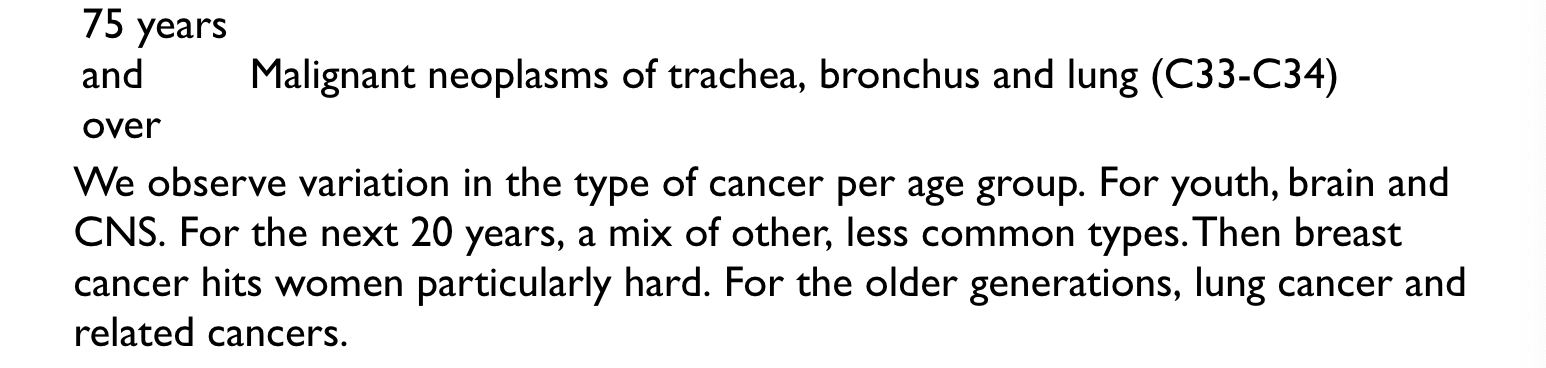 75 years
and Malignant neoplasms of trachea, bronchus and lung (C33-C34)
over
We observe variation in the type of cancer per age group. For youth, brain and
CNS. For the next 20 years, a mix of other, less common types. Then breast
cancer hits women particularly hard. For the older generations, lung cancer and
related cancers.